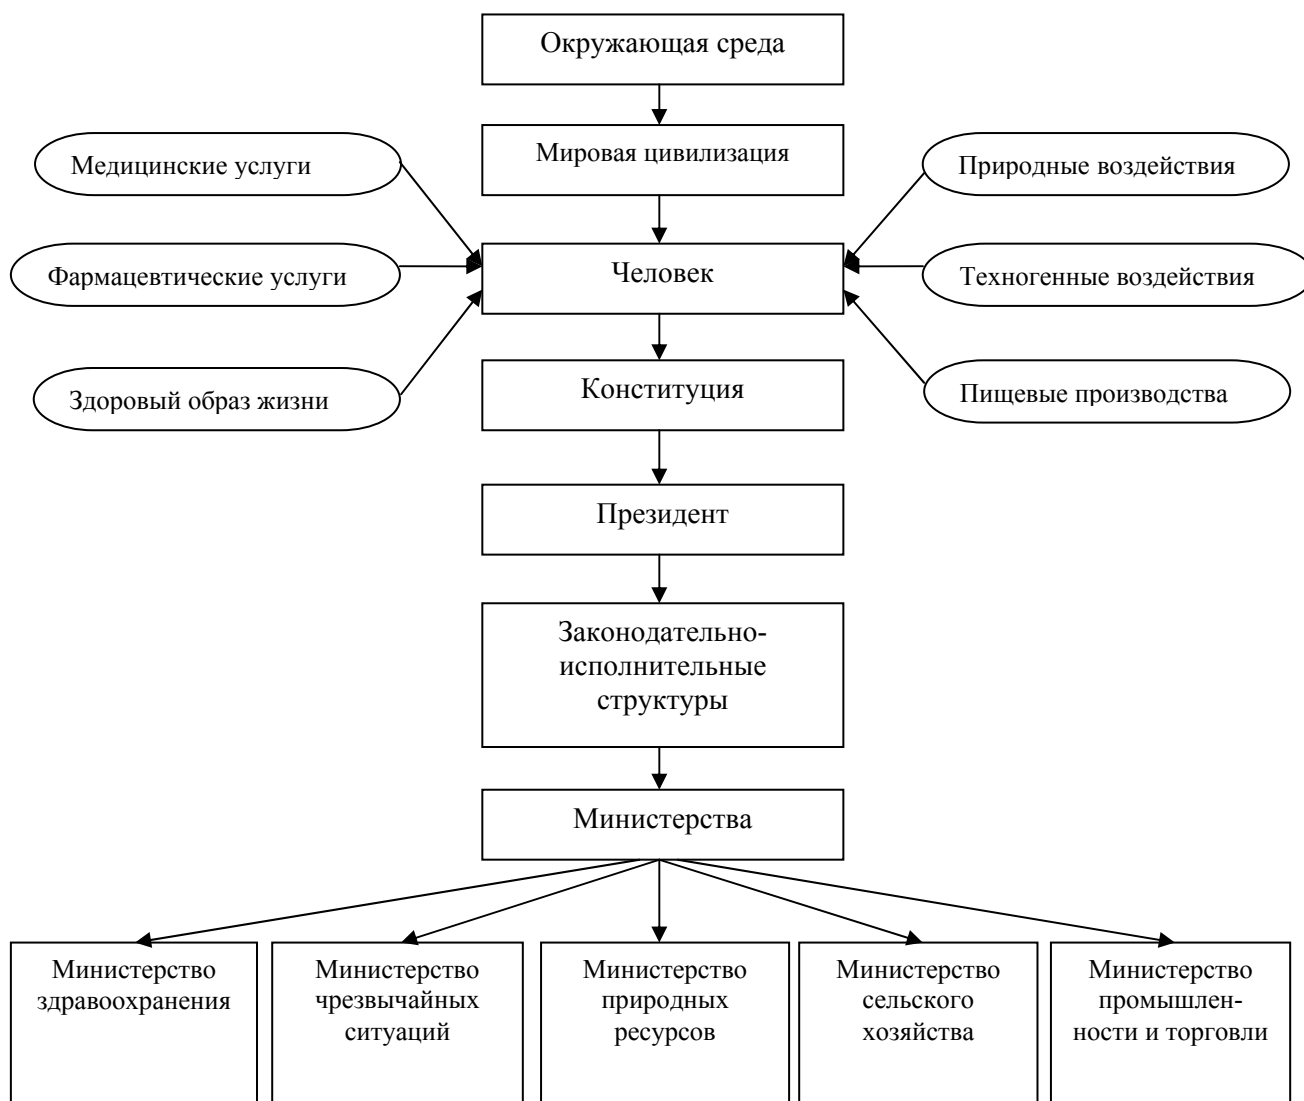 Окружающая среда
Мировая цивилизация
Медицинские услуги
Природные воздействия
Человек
Фармацевтические услуги
Техногенные воздействия
Конституция
Здоровый образ жизни
Пищевые производства
Президент
Законодательно-
исполнительные
структуры
Министерства
Министерство
здравоохранения
Министерство
чрезвычайных
ситуаций
Министерство
природных
ресурсов
Министерство
сельского
хозяйства
Министерство
промышлен-
ности и торговли